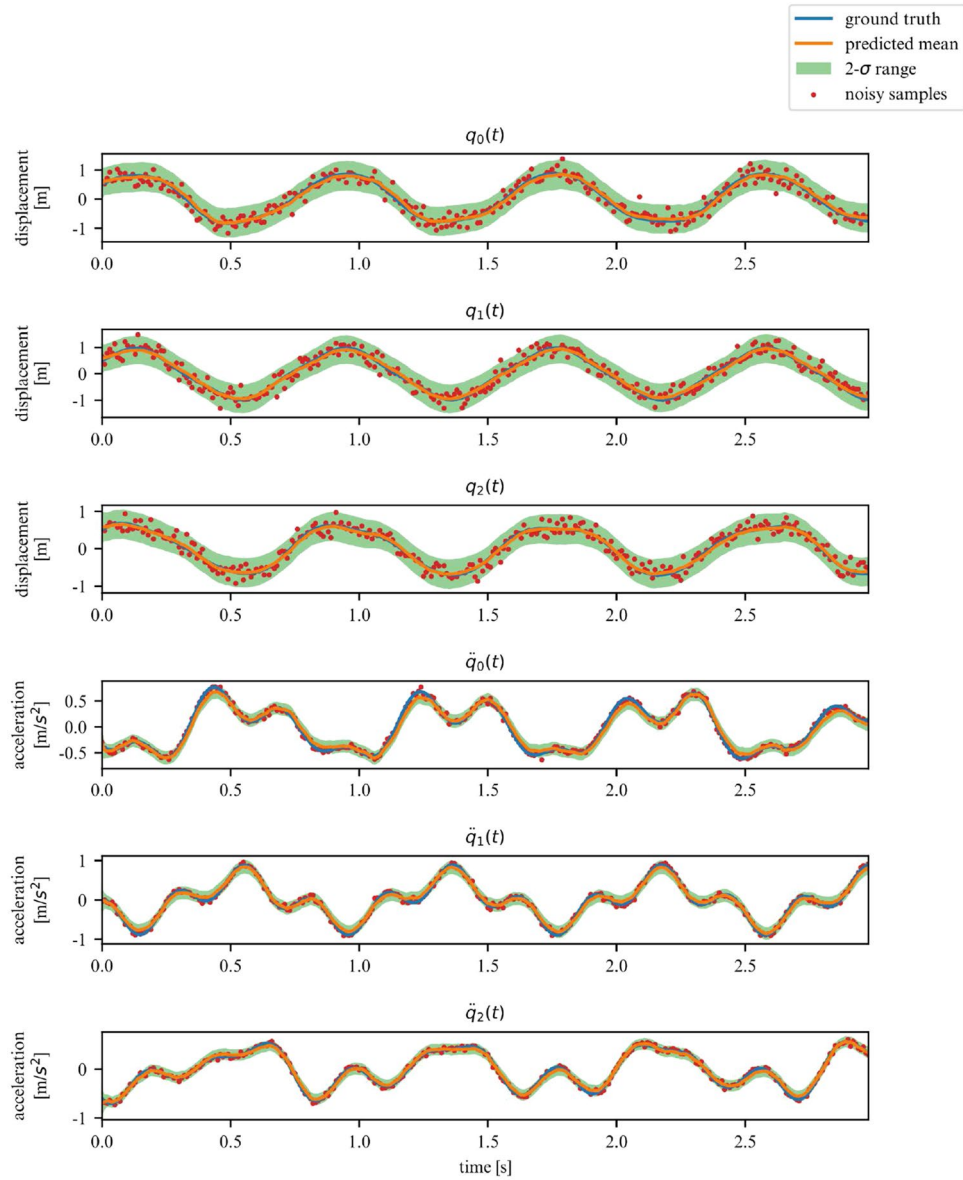 ground truth
predicted mean
2-σ range
noisy samples
q₀(t)
displacement
[m]
1
0
-1
0.0 0.5 1.0 1.5 2.0 2.5
q₁(t)
displacement
[m]
1
0
-1
0.0 0.5 1.0 1.5 2.0 2.5
q₂(t)
displacement
[m]
1
0
-1
0.0 0.5 1.0 1.5 2.0 2.5
q̈₀(t)
acceleration
[m/s²]
0.5
0.0
-0.5
0.0 0.5 1.0 1.5 2.0 2.5
q̈₁(t)
acceleration
[m/s²]
1
0
-1
0.0 0.5 1.0 1.5 2.0 2.5
q̈₂(t)
acceleration
[m/s²]
0
-1
0.0 0.5 1.0 1.5 2.0 2.5
time [s]